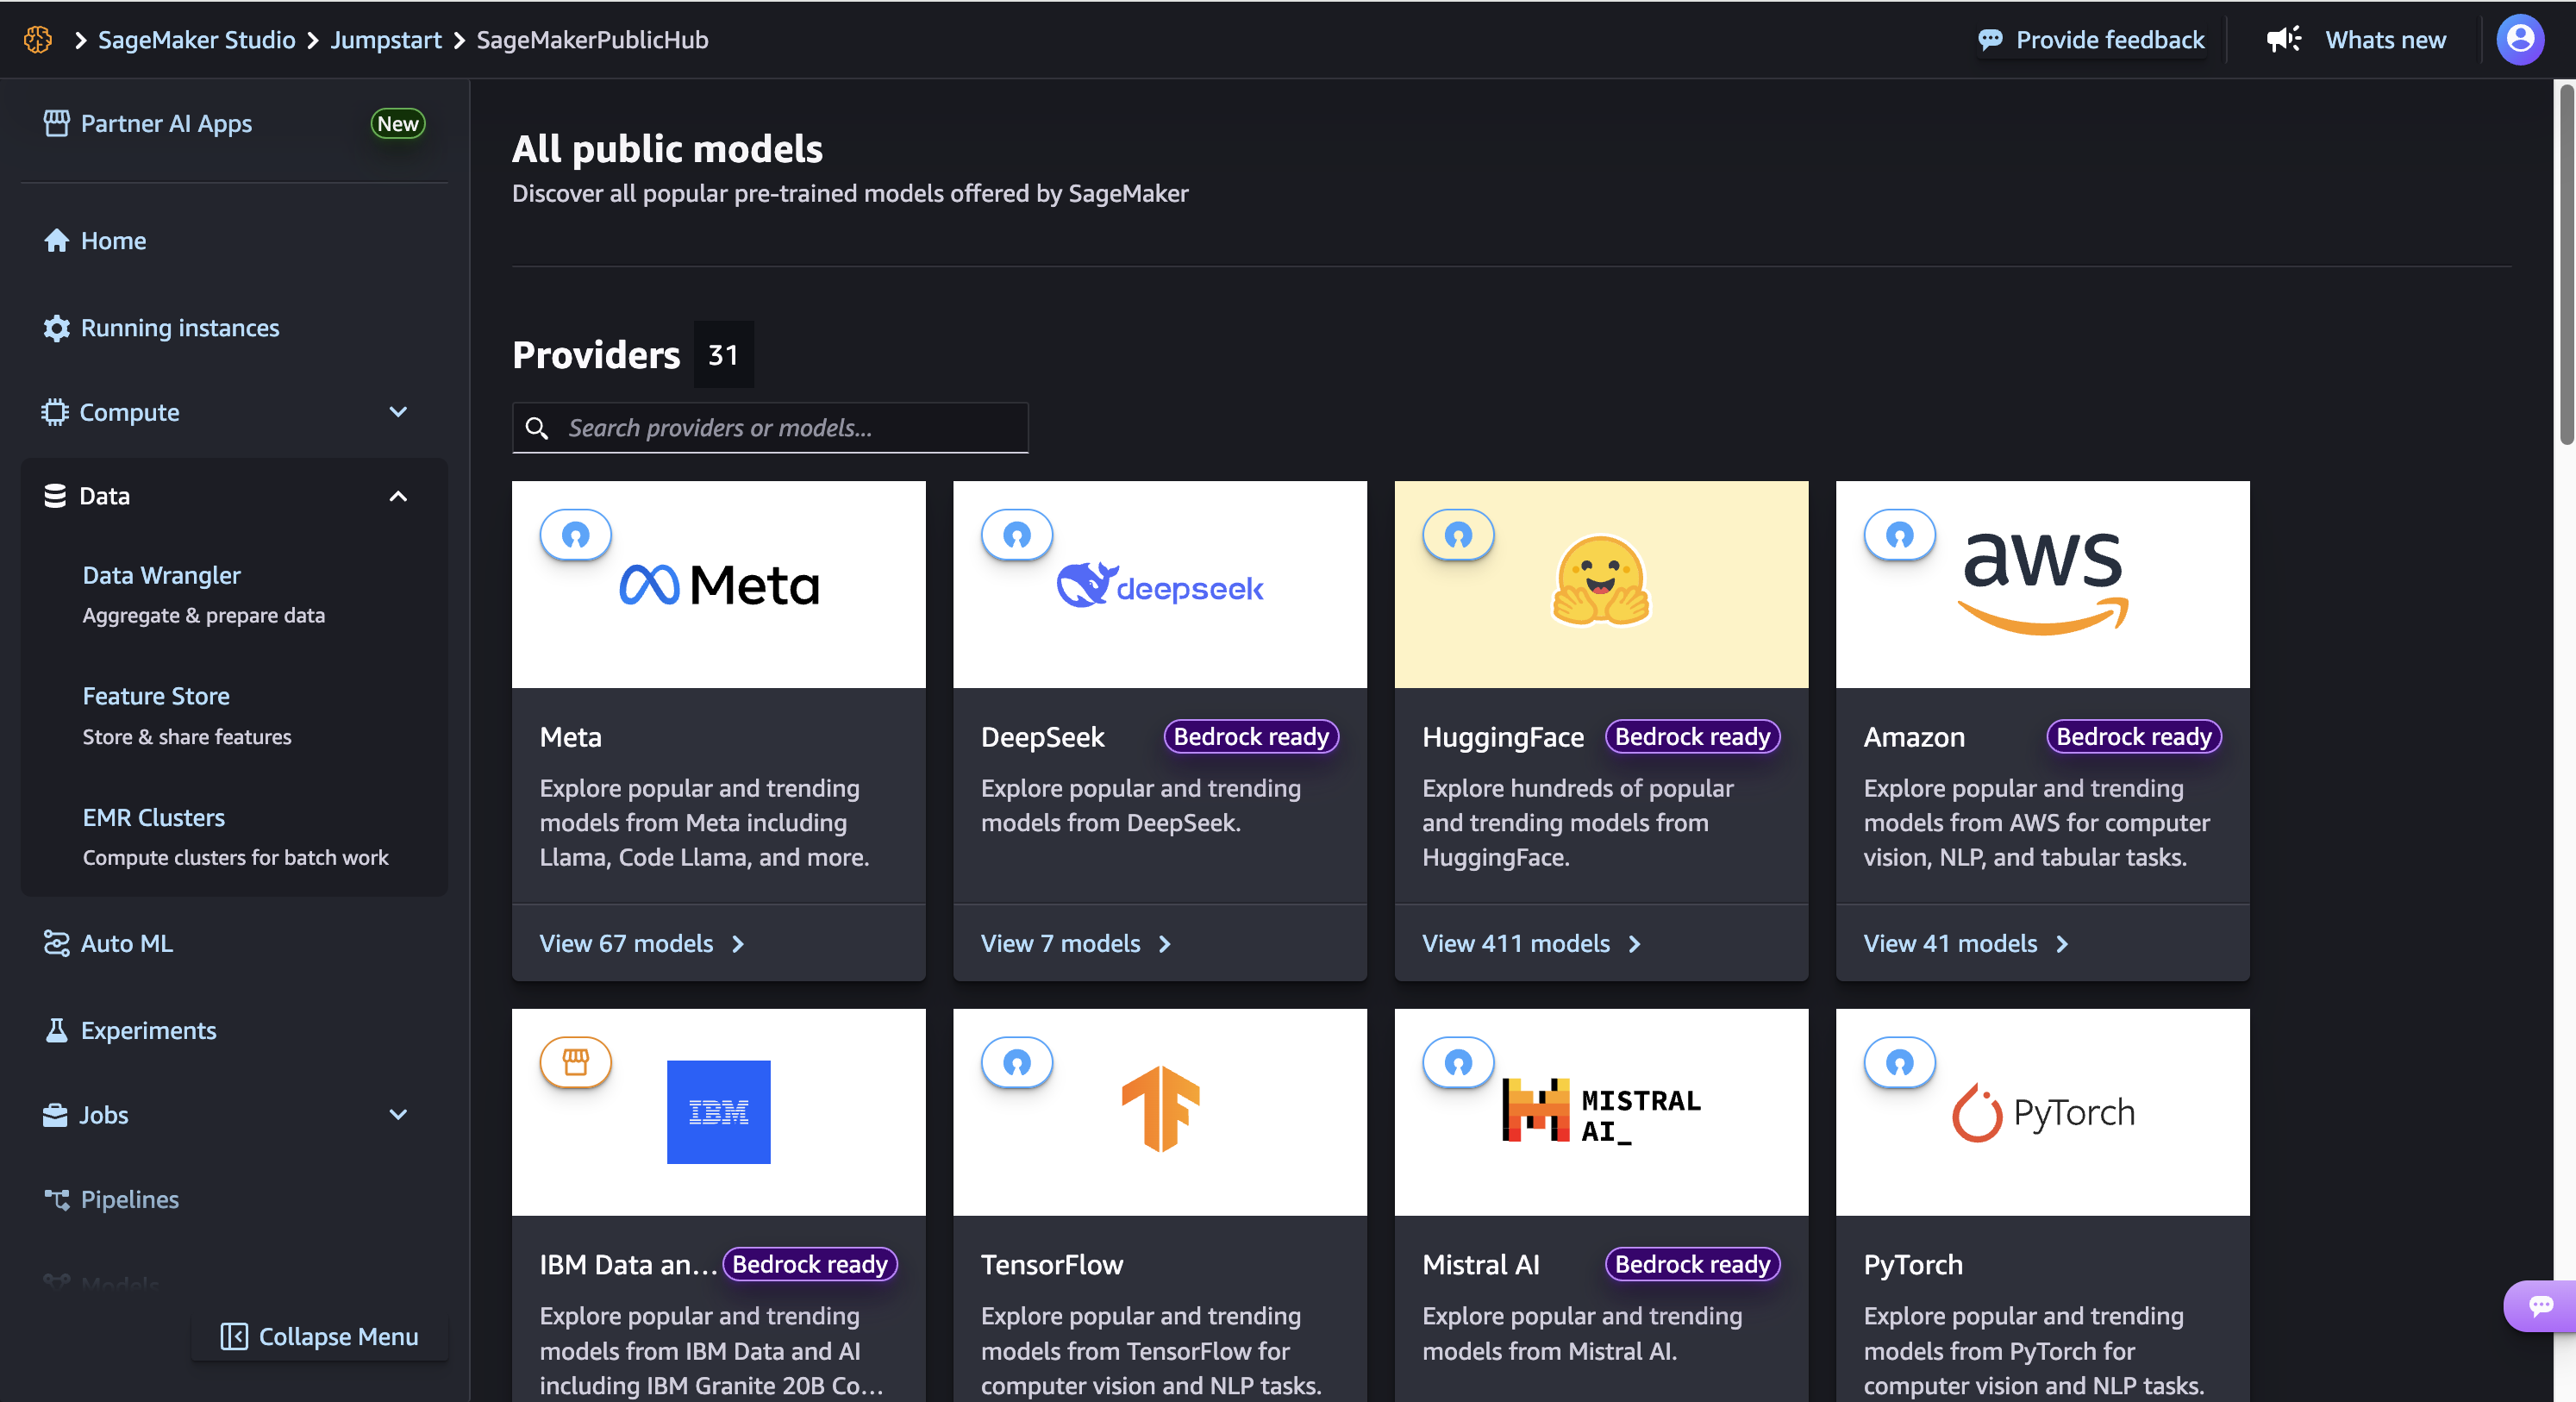 SageMaker Studio
Jumpstart
SageMakerPublicHub
Provide feedback
Whats new
Partner AI Apps
New
Home
Running instances
Compute
Data
Data Wrangler
Aggregate & prepare data
Feature Store
Store & share features
EMR Clusters
Compute clusters for batch work
Auto ML
Experiments
Jobs
Pipelines
Models
Collapse Menu
All public models
Discover all popular pre-trained models offered by SageMaker
Providers 31
Search providers or models...
Meta
Meta
Explore popular and trending
models from Meta including
Llama, Code Llama, and more.
View 67 models
deepseek
DeepSeek
Bedrock ready
Explore popular and trending
models from DeepSeek.
View 7 models
HuggingFace
Bedrock ready
Explore hundreds of popular
and trending models from
HuggingFace.
View 411 models
aws
Amazon
Bedrock ready
Explore popular and trending
models from AWS for computer
vision, NLP, and tabular tasks.
View 41 models
IBM
IBM Data an...
Bedrock ready
Explore popular and trending
models from IBM Data and AI
including IBM Granite 20B Co...
TensorFlow
Explore popular and trending
models from TensorFlow for
computer vision and NLP tasks.
MISTRAL
AI_
Mistral AI
Bedrock ready
Explore popular and trending
models from Mistral AI.
PyTorch
PyTorch
Explore popular and trending
models from PyTorch for
computer vision and NLP tasks.